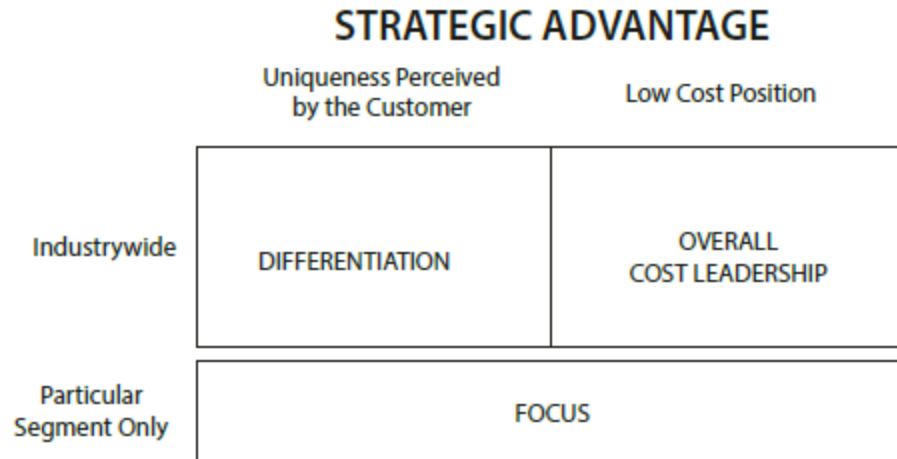 STRATEGIC ADVANTAGE
Uniqueness Perceived
by the Customer
Low Cost Position
Industrywide
DIFFERENTIATION
OVERALL
COST LEADERSHIP
Particular
Segment Only
FOCUS